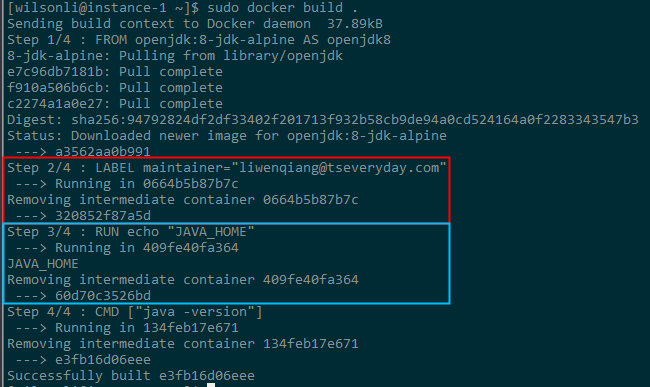 [wilsonli@instance-1 ~]$ sudo docker build .
Sending build context to Docker daemon  37.89kB
Step 1/4 : FROM openjdk:8-jdk-alpine AS openjdk8
8-jdk-alpine: Pulling from library/openjdk
e7c96db7181b: Pull complete
f910a506b6cb: Pull complete
c2274a1a0e27: Pull complete
Digest: sha256:94792824df2df33402f201713f932b58cb9de94a0cd524164a0f2283343547b3
Status: Downloaded newer image for openjdk:8-jdk-alpine
 ---> a3562aa0b991
Step 2/4 : LABEL maintainer="liwenqiang@tseveryday.com"
 ---> Running in 0664b5b87b7c
Removing intermediate container 0664b5b87b7c
 ---> 320852f87a5d
Step 3/4 : RUN echo "JAVA_HOME"
 ---> Running in 409fe40fa364
JAVA_HOME
Removing intermediate container 409fe40fa364
 ---> 60d70c3526bd
Step 4/4 : CMD ["java -version"]
 ---> Running in 134feb17e671
Removing intermediate container 134feb17e671
 ---> e3fb16d06eee
Successfully built e3fb16d06eee